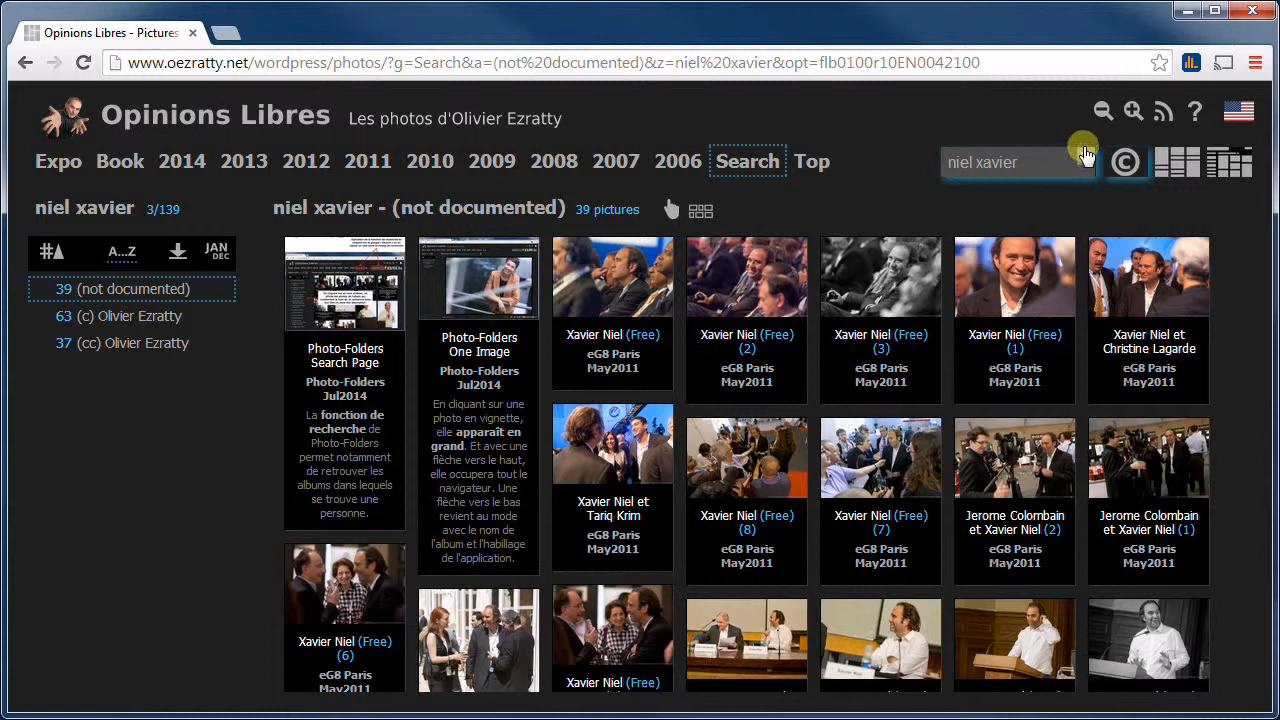 Opinions Libres - Pictures
www.oezratty.net/wordpress/photos/?g=Search&a=(not%20documented)&z=niel%20xavier&opt=flb0100r10EN0042100
Opinions Libres Les photos d'Olivier Ezratty
Expo Book 2014 2013 2012 2011 2010 2009 2008 2007 2006 Search Top
niel xavier
©
niel xavier 3/139
niel xavier - (not documented) 39 pictures
# A...Z JAN
DEC
39 (not documented)
63 (c) Olivier Ezratty
37 (cc) Olivier Ezratty
Photo-Folders
Search Page
Photo-Folders
Jul2014
La fonction de
recherche de
Photo-Folders
permet notamment
de retrouver les
albums dans lequels
se trouve une
personne.
Photo-Folders
One Image
Photo-Folders
Jul2014
En cliquant sur une
photo en vignette,
elle apparaît en
grand. Et avec une
flèche vers le haut,
elle occupera tout le
navigateur. Une
flèche vers le bas
revient au mode
avec le nom de
l'album et l'habillage
de l'application.
Xavier Niel (Free)
eG8 Paris
May2011
Xavier Niel (Free)
(2)
eG8 Paris
May2011
Xavier Niel (Free)
(3)
eG8 Paris
May2011
Xavier Niel (Free)
(1)
eG8 Paris
May2011
Xavier Niel et
Christine Lagarde
eG8 Paris
May2011
Xavier Niel et
Tariq Krim
eG8 Paris
May2011
Xavier Niel (Free)
(8)
eG8 Paris
May2011
Xavier Niel (Free)
(7)
eG8 Paris
May2011
Jerome Colombain
et Xavier Niel (2)
eG8 Paris
May2011
Jerome Colombain
et Xavier Niel (1)
eG8 Paris
May2011
Xavier Niel (Free)
(6)
eG8 Paris
May2011
Xavier Niel (Free)